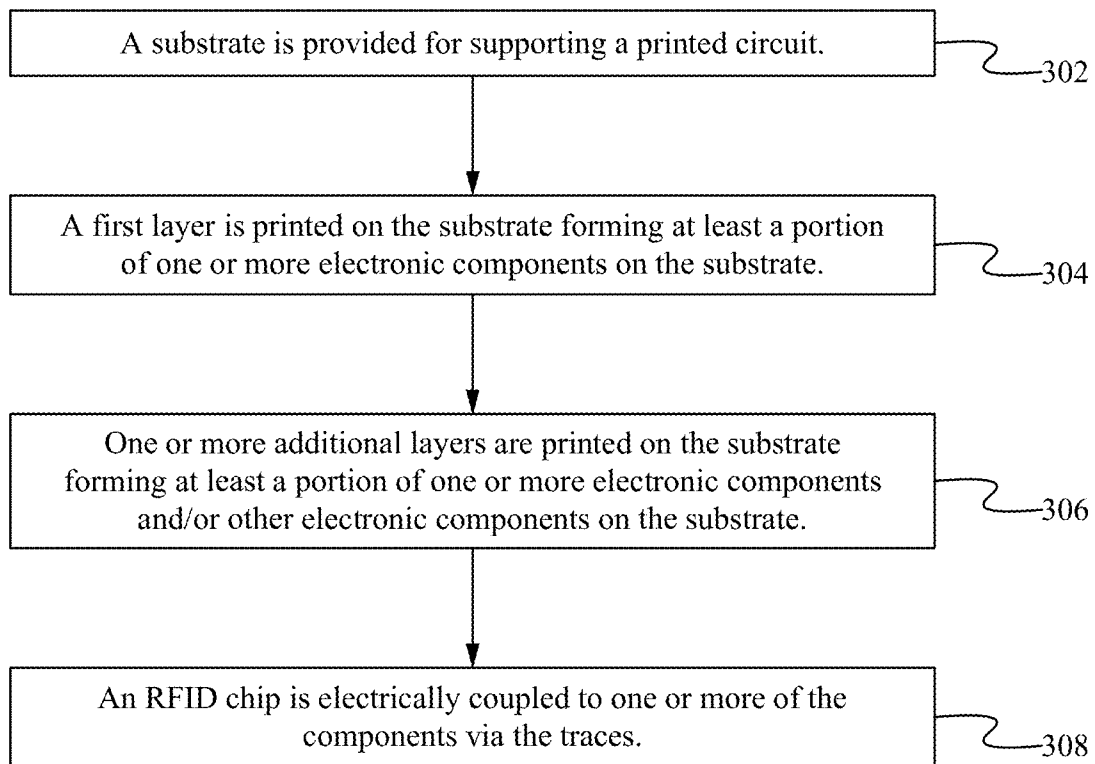 A substrate is provided for supporting a printed circuit.
302
A first layer is printed on the substrate forming at least a portion
of one or more electronic components on the substrate.
304
One or more additional layers are printed on the substrate
forming at least a portion of one or more electronic components
and/or other electronic components on the substrate.
306
An RFID chip is electrically coupled to one or more of the
components via the traces.
308